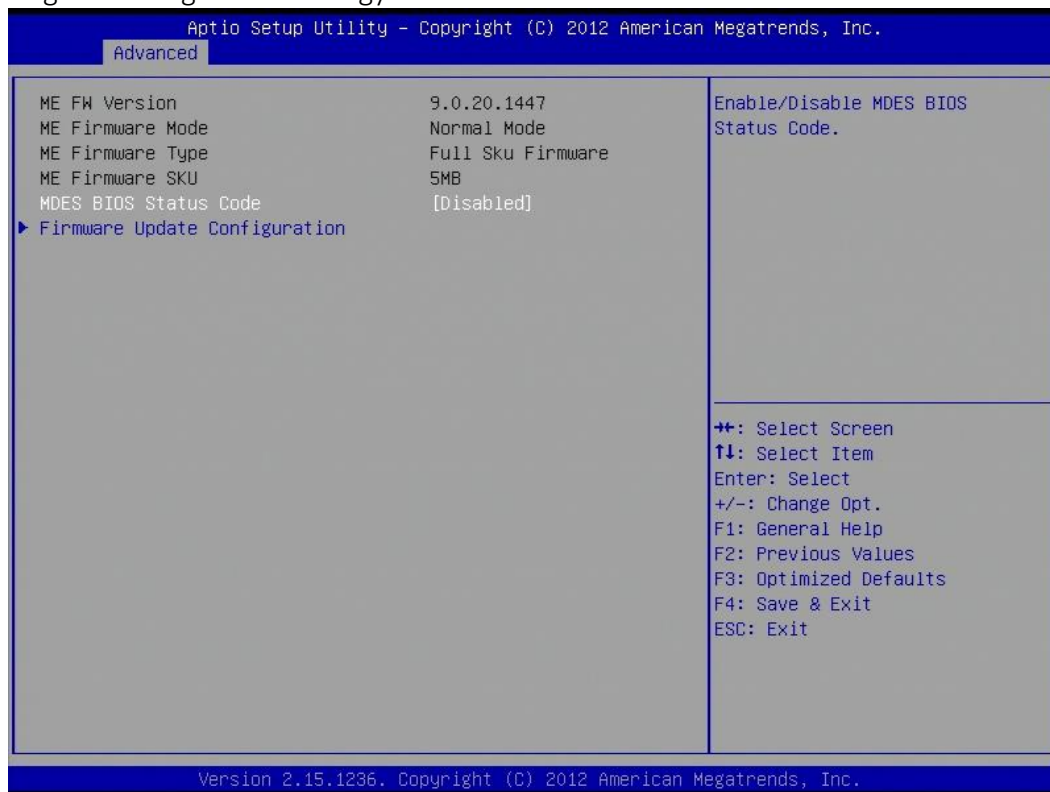 Aptio Setup Utility – Copyright (C) 2012 American Megatrends, Inc.
Advanced
ME FW Version 9.0.20.1447
ME Firmware Mode Normal Mode
ME Firmware Type Full Sku Firmware
ME Firmware SKU 5MB
MDES BIOS Status Code [Disabled]
Firmware Update Configuration
Enable/Disable MDES BIOS
Status Code.
→←: Select Screen
↑↓: Select Item
Enter: Select
+/-: Change Opt.
F1: General Help
F2: Previous Values
F3: Optimized Defaults
F4: Save & Exit
ESC: Exit
Version 2.15.1236. Copyright (C) 2012 American Megatrends, Inc.